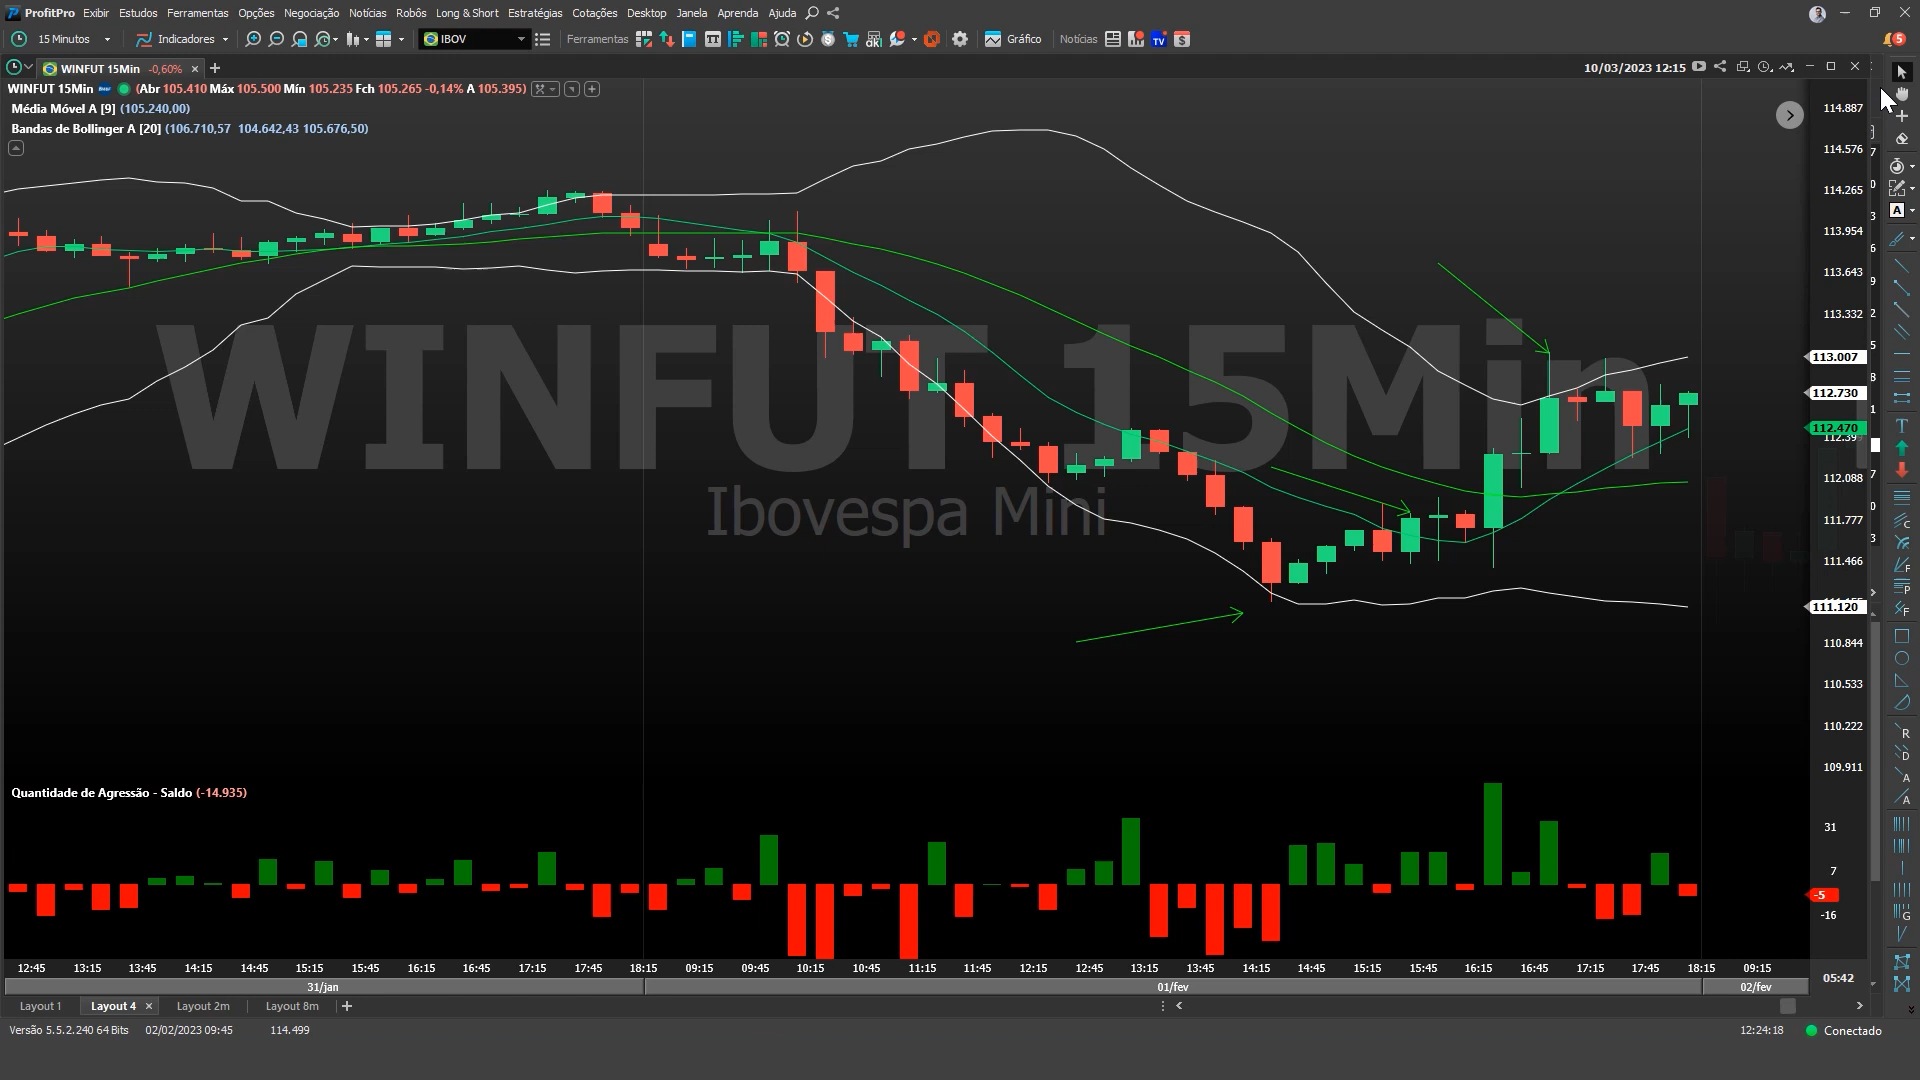 ProfitPro Exibir Estudos Ferramentas Opções Negociação Notícias Robôs Long & Short Estratégias Cotações Desktop Janela Aprenda Ajuda
15 Minutos Indicadores IBOV Ferramentas Gráfico Notícias 5
WINFUT 15Min -0,60% 10/03/2023 12:15
WINFUT 15Min (Abr 105.410 Máx 105.500 Mín 105.235 Fch 105.265 -0,14% A 105.395)
Média Móvel A [9] (105.240,00)
Bandas de Bollinger A [20] (106.710,57 104.642,43 105.676,50)
WINFUT 15Min
Ibovespa Mini
114.887
114.576
114.265
113.954
113.643
113.332
113.007
112.730
112.470
112.399
112.088
111.777
111.466
111.120
110.844
110.533
110.222
109.911
Quantidade de Agressão - Saldo (-14.935)
31
7
-5
-16
12:45 13:15 13:45 14:15 14:45 15:15 15:45 16:15 16:45 17:15 17:45 18:15 09:15 09:45 10:15 10:45 11:15 11:45 12:15 12:45 13:15 13:45 14:15 14:45 15:15 15:45 16:15 16:45 17:15 17:45 18:15 09:15
05:42
31/jan 01/fev 02/fev
Layout 1 Layout 4 Layout 2m Layout 8m
Versão 5.5.2.240 64 Bits 02/02/2023 09:45 114.499 12:24:18 Conectado